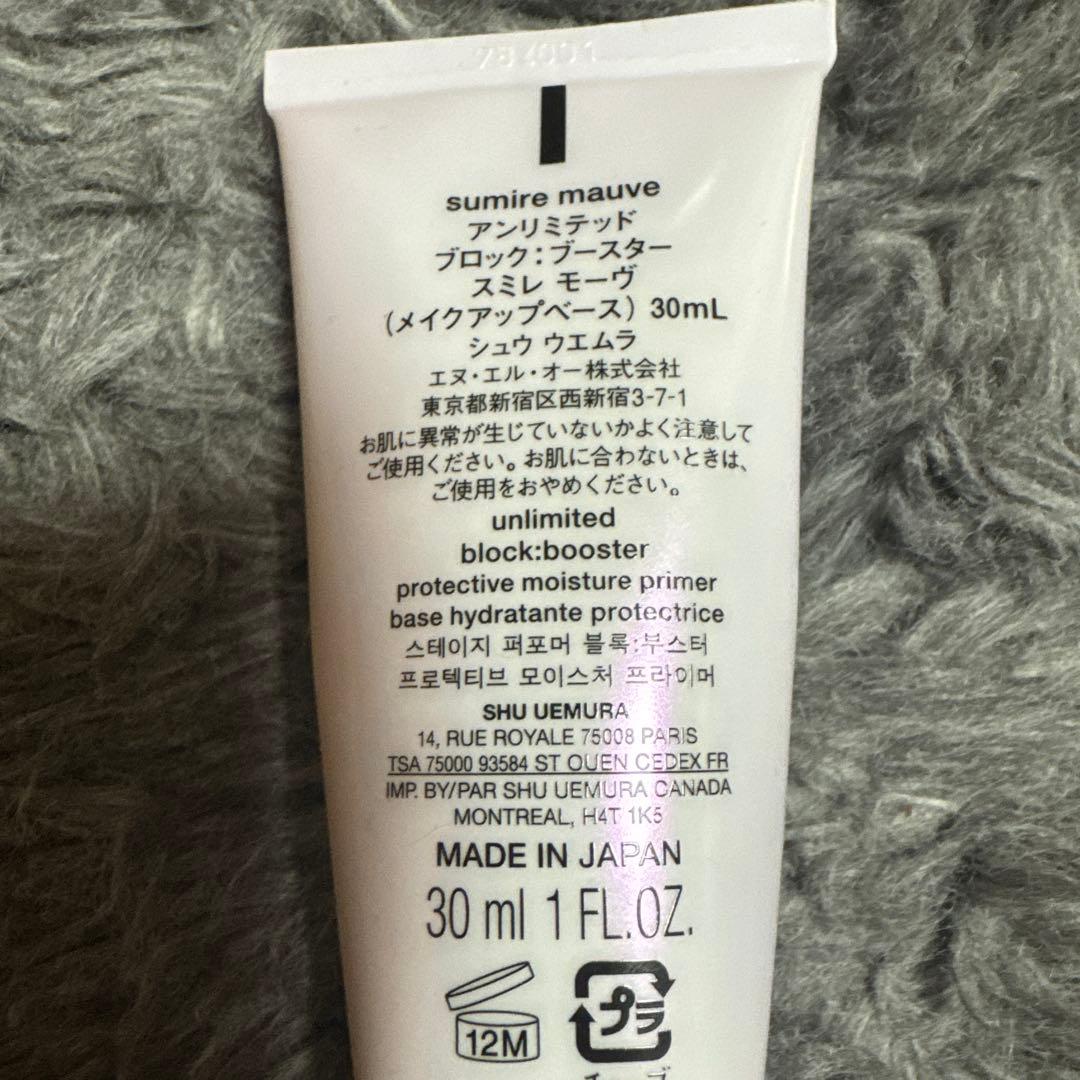 sumire mauve
アンリミテッド
ブロック：ブースター
スミレ モーヴ
(メイクアップベース) 30mL
シュウ ウエムラ
エヌ・エル・オー株式会社
東京都新宿区西新宿3-7-1
お肌に異常が生じていないかよく注意して
ご使用ください。お肌に合わないときは、
ご使用をおやめください。
unlimited
block:booster
protective moisture primer
base hydratante protectrice
스테이지 퍼포머 블록:부스터
프로텍티브 모이스처 프라이머
SHU UEMURA
14, RUE ROYALE 75008 PARIS
TSA 75000 93584 ST OUEN CEDEX FR
IMP. BY/PAR SHU UEMURA CANADA
MONTREAL, H4T 1K5
MADE IN JAPAN
30 ml 1 FL.OZ.
12M
プラ